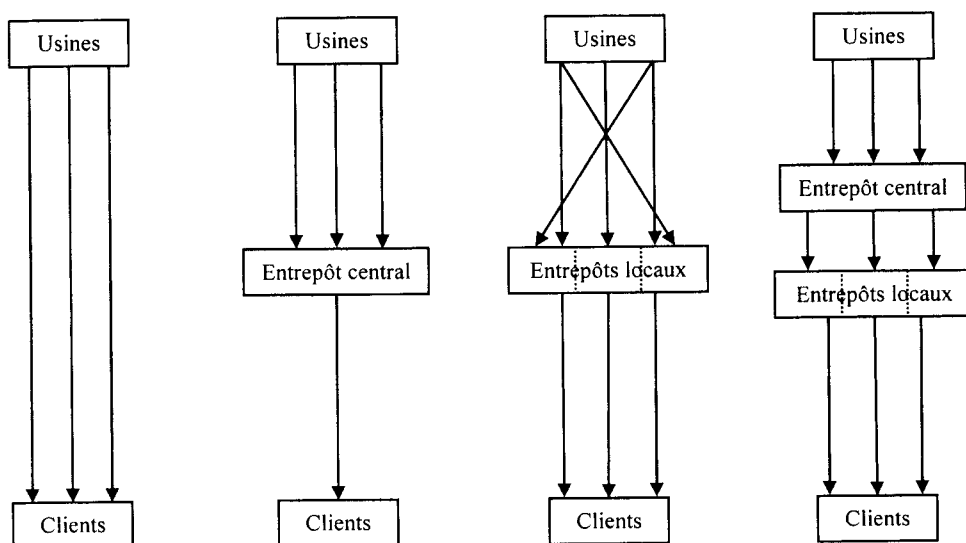 Usines
Usines
Usines
Usines
Entrepôt central
Entrepôt central
Entrepôts locaux
Entrepôts locaux
Clients
Clients
Clients
Clients